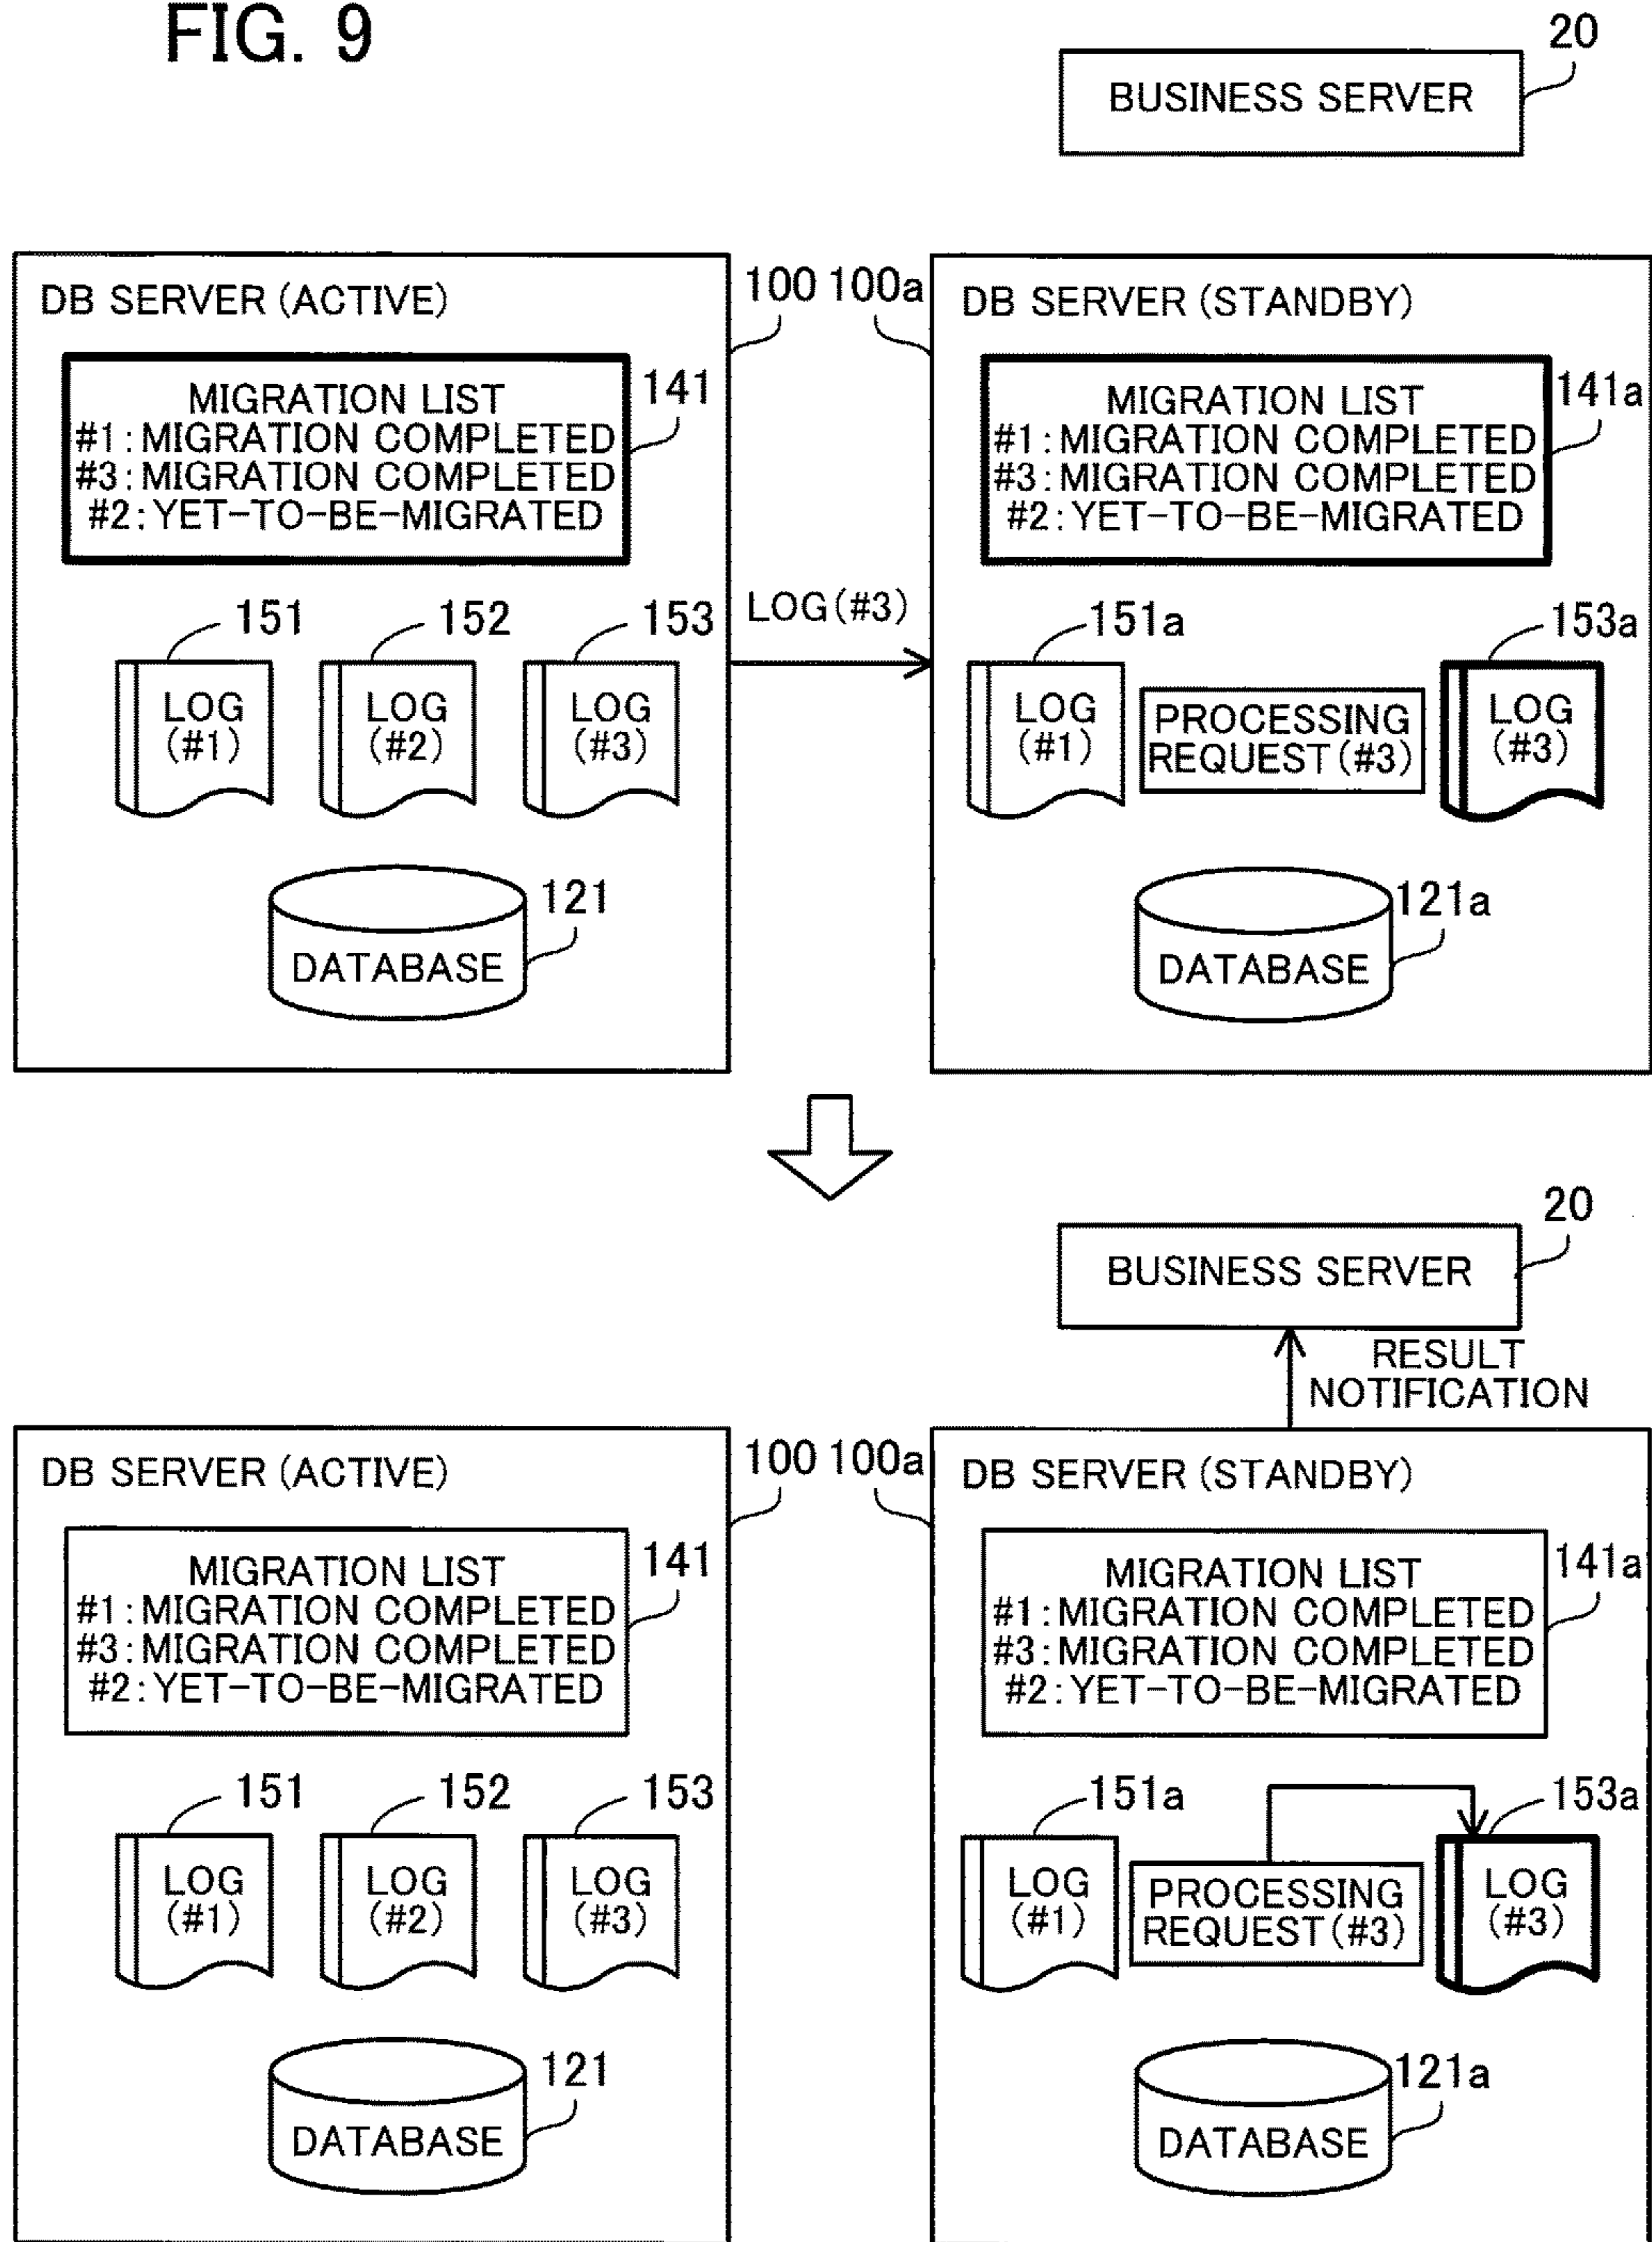 FIG. 9
20
BUSINESS SERVER
DB SERVER (ACTIVE)
100
MIGRATION LIST
#1:MIGRATION COMPLETED
#3:MIGRATION COMPLETED
#2:YET-TO-BE-MIGRATED
141
151
152
153
LOG
(#1)
LOG
(#2)
LOG
(#3)
121
DATABASE
LOG(#3)
100a
DB SERVER (STANDBY)
MIGRATION LIST
#1:MIGRATION COMPLETED
#3:MIGRATION COMPLETED
#2:YET-TO-BE-MIGRATED
141a
151a
153a
LOG
(#1)
PROCESSING
REQUEST(#3)
LOG
(#3)
121a
DATABASE
20
BUSINESS SERVER
RESULT
NOTIFICATION
DB SERVER (ACTIVE)
100
MIGRATION LIST
#1:MIGRATION COMPLETED
#3:MIGRATION COMPLETED
#2:YET-TO-BE-MIGRATED
141
151
152
153
LOG
(#1)
LOG
(#2)
LOG
(#3)
121
DATABASE
100a
DB SERVER (STANDBY)
MIGRATION LIST
#1:MIGRATION COMPLETED
#3:MIGRATION COMPLETED
#2:YET-TO-BE-MIGRATED
141a
151a
153a
LOG
(#1)
PROCESSING
REQUEST(#3)
LOG
(#3)
121a
DATABASE